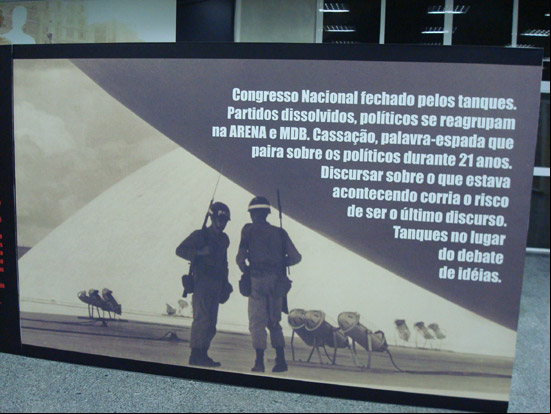 Congresso Nacional fechado pelos tanques.
Partidos dissolvidos, políticos se reagrupam
na ARENA e MDB. Cassação, palavra-espada que
paira sobre os políticos durante 21 anos.
Discursar sobre o que estava
acontecendo corria o risco
de ser o último discurso.
Tanques no lugar
do debate
de idéias.